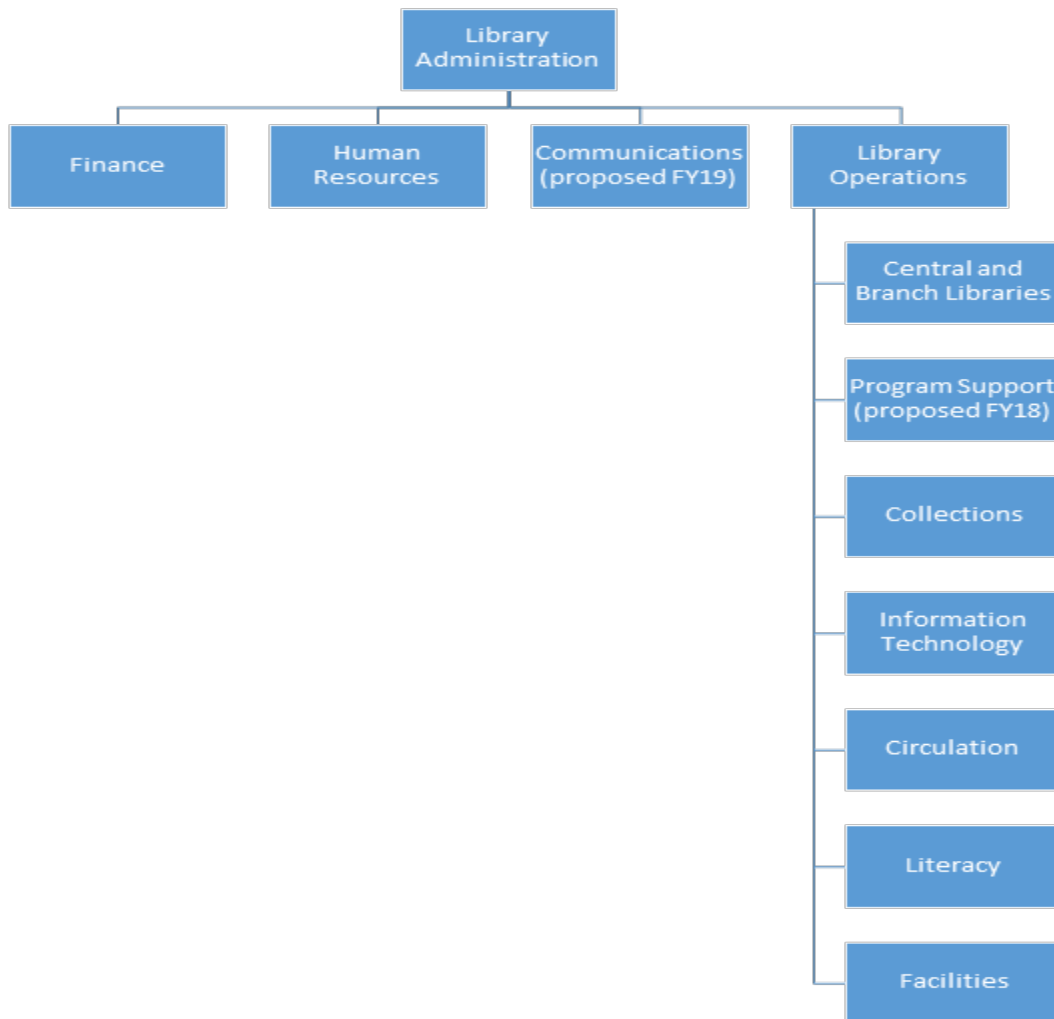 Library
Administration
Finance
Human
Resources
Communications
(proposed FY19)
Library
Operations
Central and
Branch Libraries
Program Support
(proposed FY18)
Collections
Information
Technology
Circulation
Literacy
Facilities